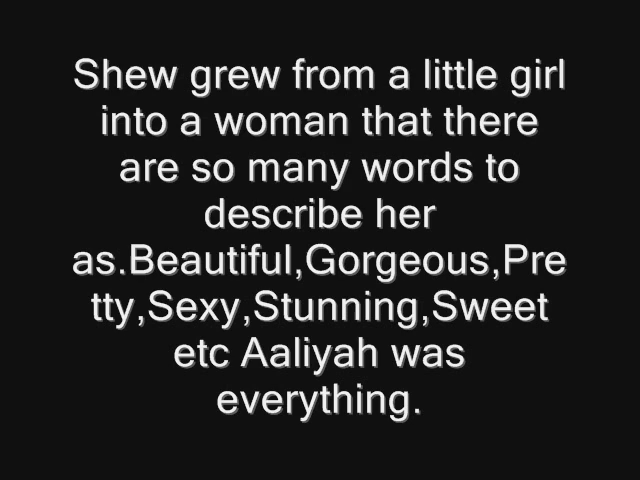 Shew grew from a little girl
into a woman that there
are so many words to
describe her
as.Beautiful,Gorgeous,Pre
tty,Sexy,Stunning,Sweet
etc Aaliyah was
everything.